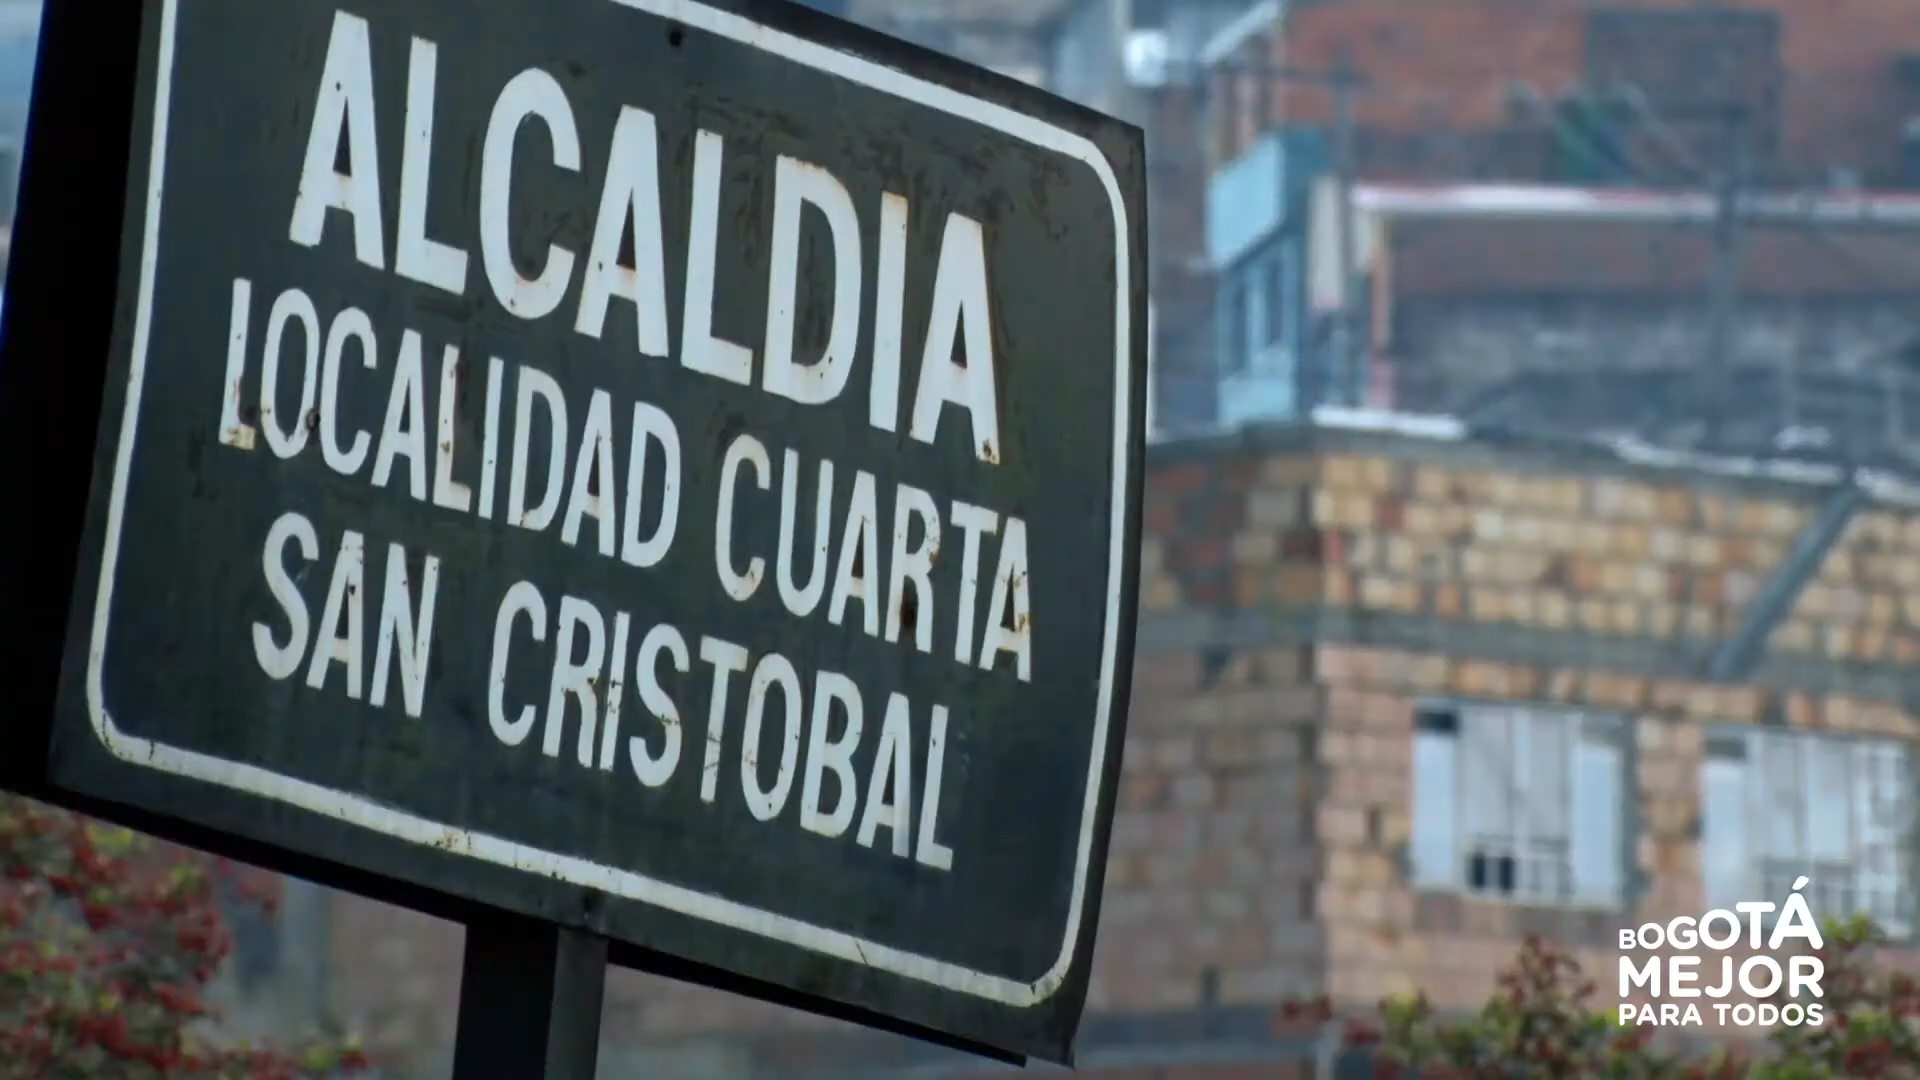 ALCALDIA
LOCALIDAD CUARTA
SAN CRISTOBAL
BOGOTÁ
MEJOR
PARA TODOS